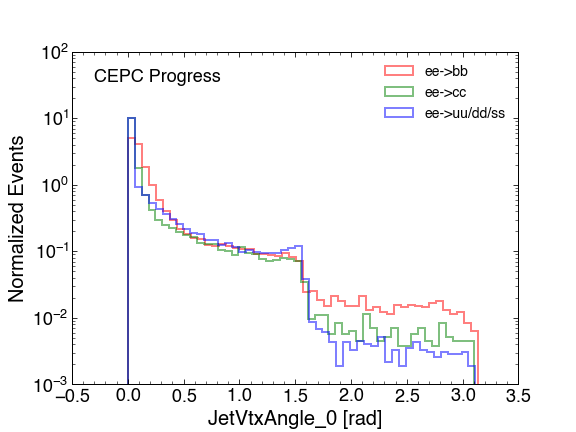 CEPC Progress
ee->bb
ee->cc
ee->uu/dd/ss
Normalized Events
10²
10¹
10⁰
10⁻¹
10⁻²
10⁻³
−0.5 0.0 0.5 1.0 1.5 2.0 2.5 3.0 3.5
JetVtxAngle_0 [rad]